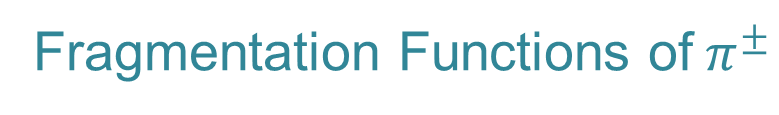 Fragmentation Functions of π±